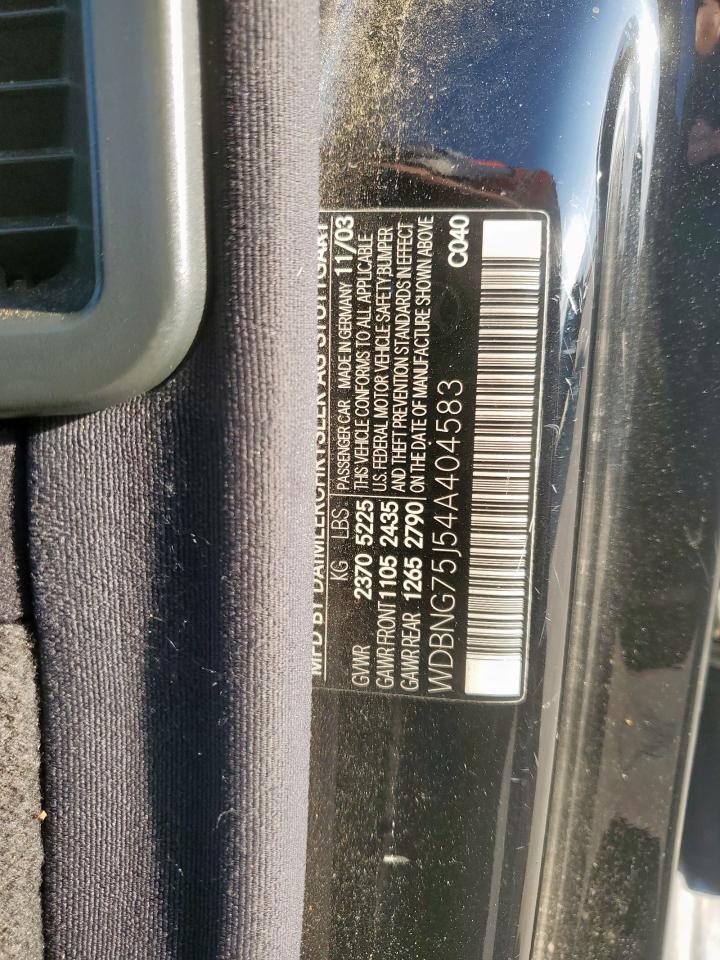 MFD BY DAIMLERCHRYSLER AG STUTTGART
KG LBS
GVWR 2370 5225
GAWR FRONT 1105 2435
GAWR REAR 1265 2790
PASSENGER CAR MADE IN GERMANY 11/03
THIS VEHICLE CONFORMS TO ALL APPLICABLE
U.S. FEDERAL MOTOR VEHICLE SAFETY BUMPER
AND THEFT PREVENTION STANDARDS IN EFFECT
ON THE DATE OF MANUFACTURE SHOWN ABOVE
WDBNG75J54A404583
C040